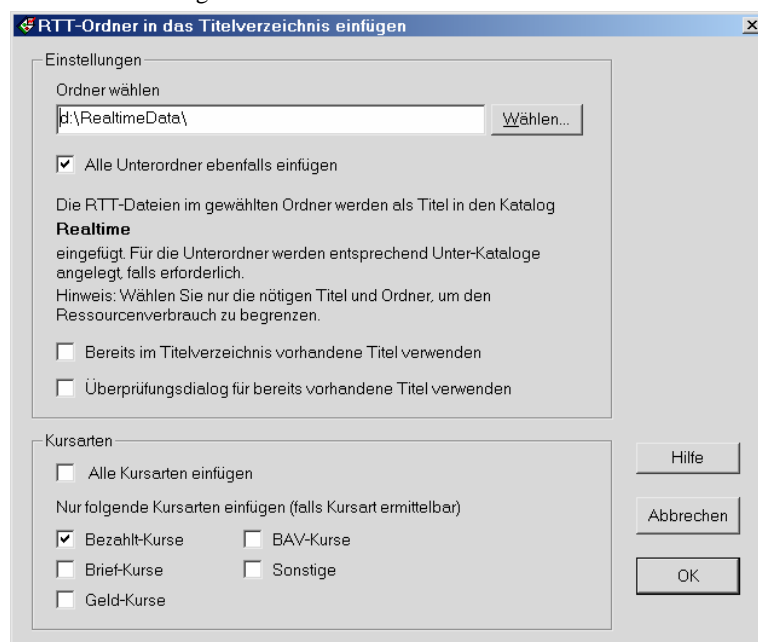 RTT-Ordner in das Titelverzeichnis einfügen
Einstellungen
Ordner wählen
d:\RealtimeData\
Wählen...
Alle Unterordner ebenfalls einfügen
Die RTT-Dateien im gewählten Ordner werden als Titel in den Katalog
Realtime
eingefügt. Für die Unterordner werden entsprechend Unter-Kataloge
angelegt, falls erforderlich.
Hinweis: Wählen Sie nur die nötigen Titel und Ordner, um den
Ressourcenverbrauch zu begrenzen.
Bereits im Titelverzeichnis vorhandene Titel verwenden
Überprüfungsdialog für bereits vorhandene Titel verwenden
Kursarten
Alle Kursarten einfügen
Nur folgende Kursarten einfügen (falls Kursart ermittelbar)
Bezahlt-Kurse
BAV-Kurse
Brief-Kurse
Sonstige
Geld-Kurse
Hilfe
Abbrechen
OK